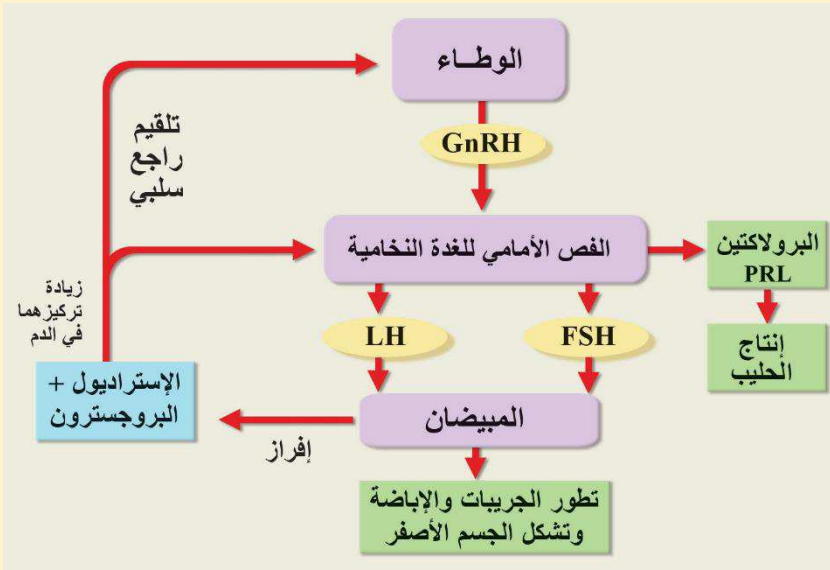 الوطاء
GnRH
تلقيم
راجع
سلبي
الفص الأمامي للغدة النخامية
البرولاكتين
PRL
زيادة
تركيزهما
في الدم
LH
FSH
إنتاج
الحليب
الإستراديول +
البروجسترون
المبيضان
إفراز
تطور الجريبات والإباضة
وتشكل الجسم الأصفر